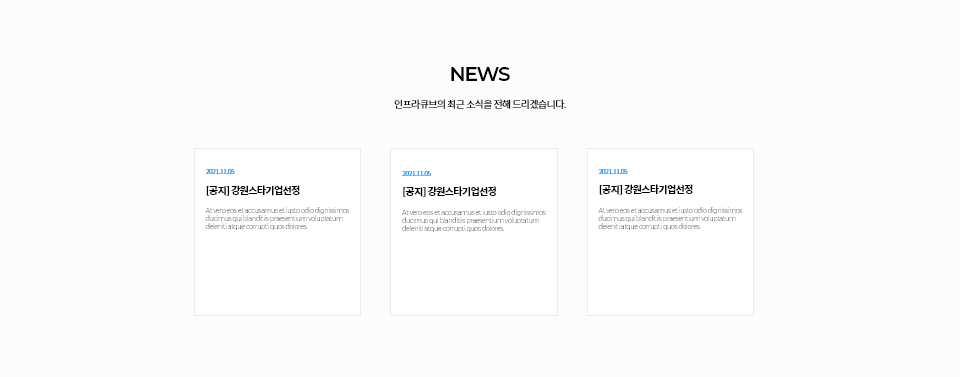 NEWS
인프라큐브의 최근 소식을 전해 드리겠습니다.
2021.11.05
[공지] 강원스타기업선정
At vero eos et accusamus et iusto odio dignissimos
ducimus qui blanditiis praesentium voluptatum
deleniti atque corrupti quos dolores.
2021.11.05
[공지] 강원스타기업선정
At vero eos et accusamus et iusto odio dignissimos
ducimus qui blanditiis praesentium voluptatum
deleniti atque corrupti quos dolores.
2021.11.05
[공지] 강원스타기업선정
At vero eos et accusamus et iusto odio dignissimos
ducimus qui blanditiis praesentium voluptatum
deleniti atque corrupti quos dolores.